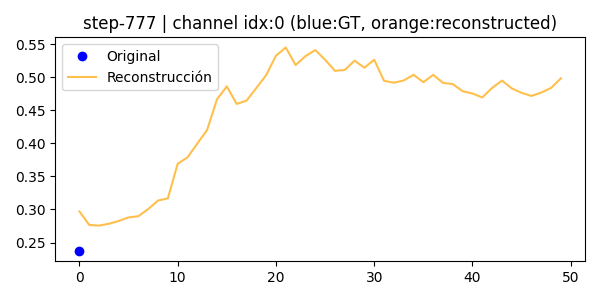 step-777 | channel idx:0 (blue:GT, orange:reconstructed)
Original
Reconstrucción
0.55
0.50
0.45
0.40
0.35
0.30
0.25
0 10 20 30 40 50